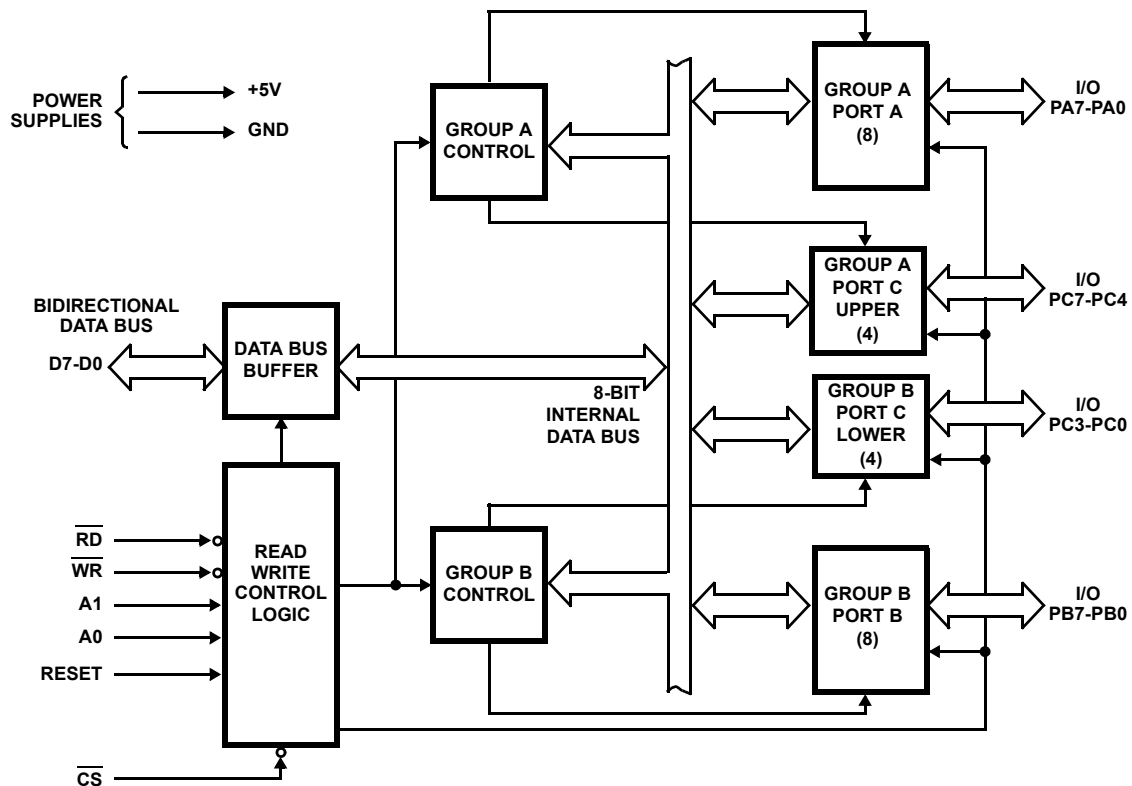 POWER
SUPPLIES
+5V
GND
GROUP A
CONTROL
GROUP A
PORT A
(8)
I/O
PA7-PA0
GROUP A
PORT C
UPPER
(4)
I/O
PC7-PC4
BIDIRECTIONAL
DATA BUS
D7-D0
DATA BUS
BUFFER
8-BIT
INTERNAL
DATA BUS
GROUP B
PORT C
LOWER
(4)
I/O
PC3-PC0
RD
WR
A1
A0
RESET
CS
READ
WRITE
CONTROL
LOGIC
GROUP B
CONTROL
GROUP B
PORT B
(8)
I/O
PB7-PB0